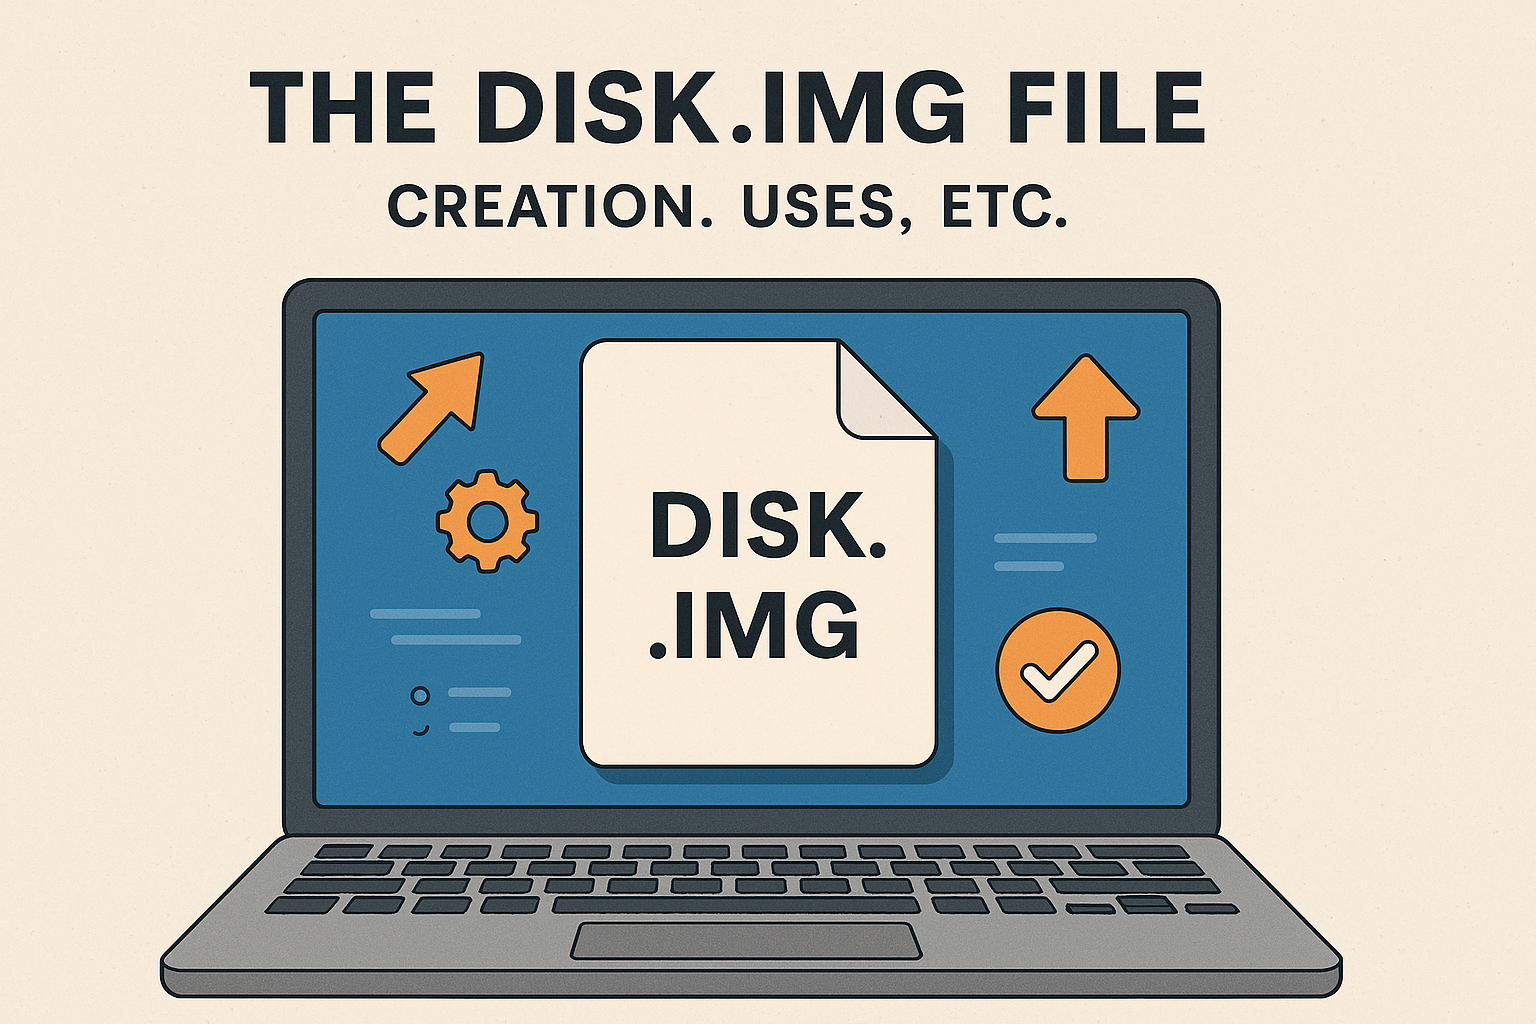 THE DISK.IMG FILE
CREATION. USES, ETC.
DISK.
.IMG